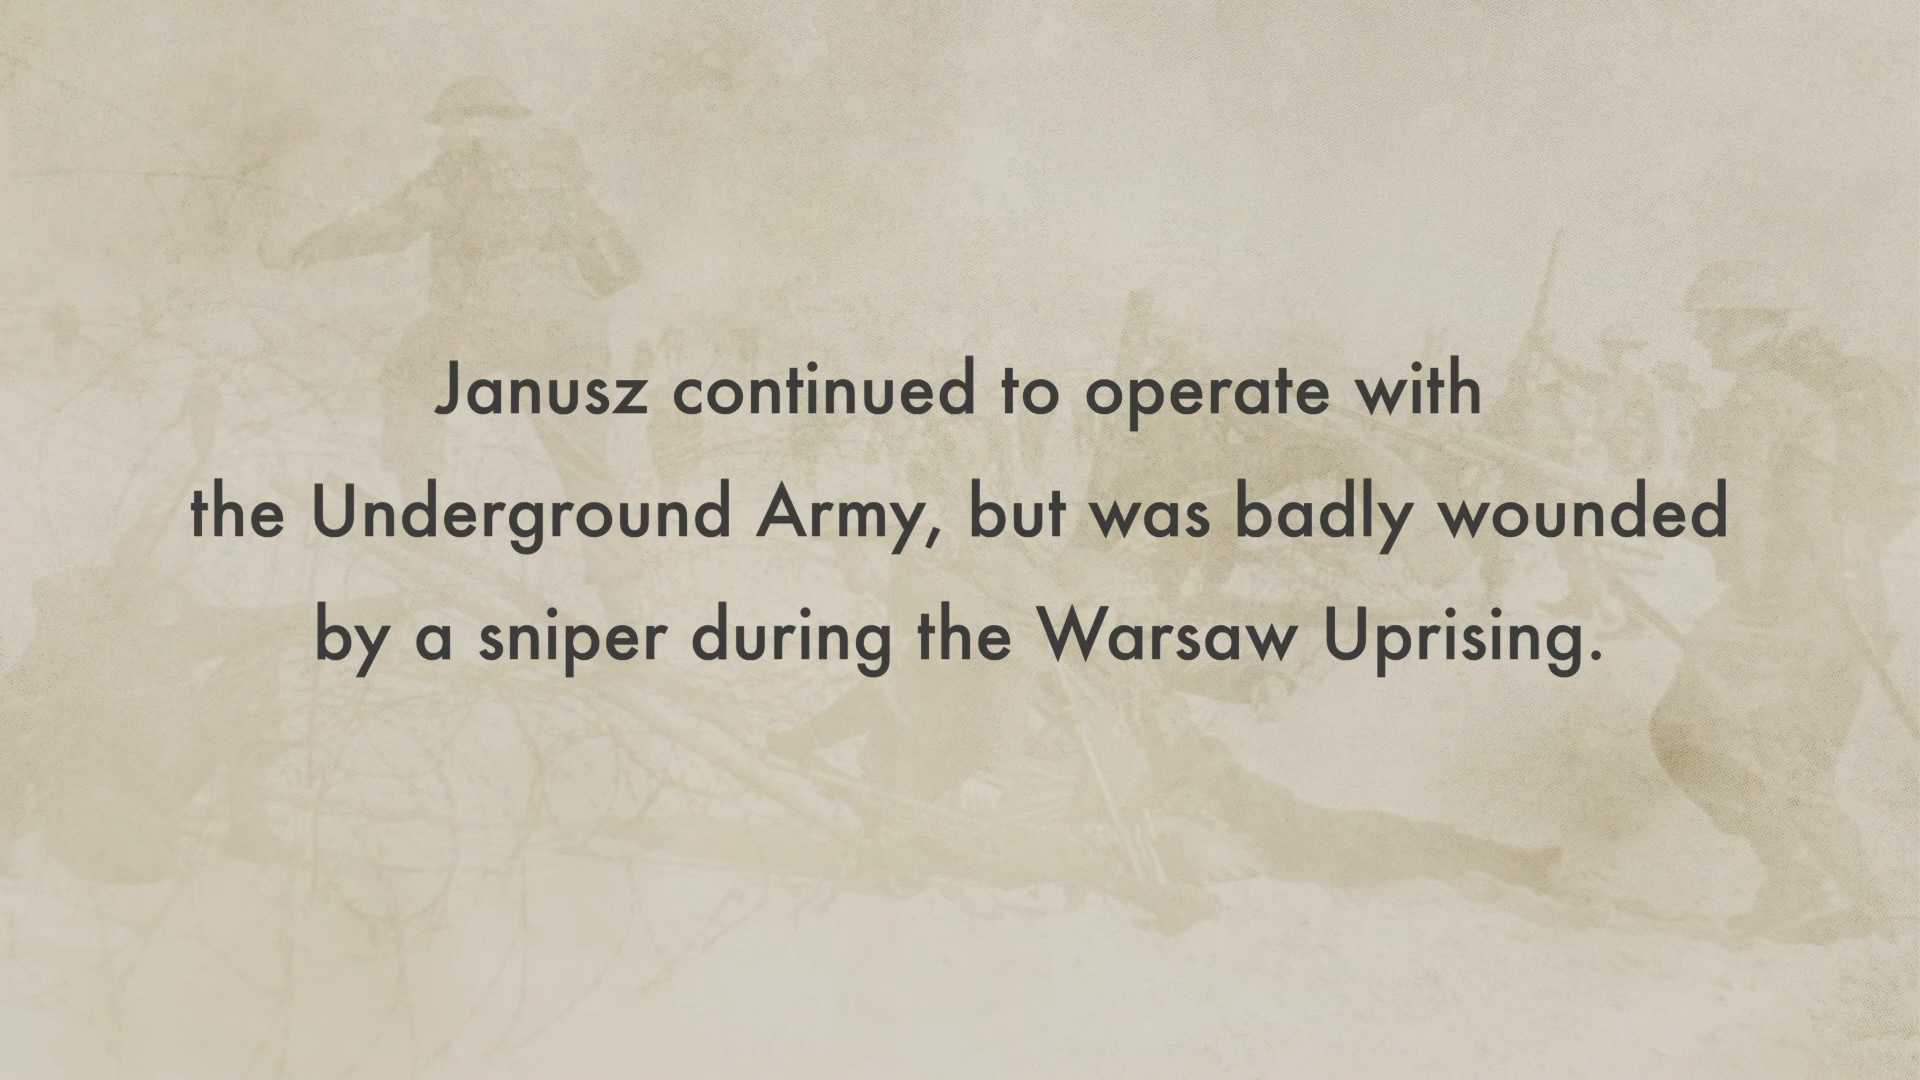 Janusz continued to operate with
the Underground Army, but was badly wounded
by a sniper during the Warsaw Uprising.